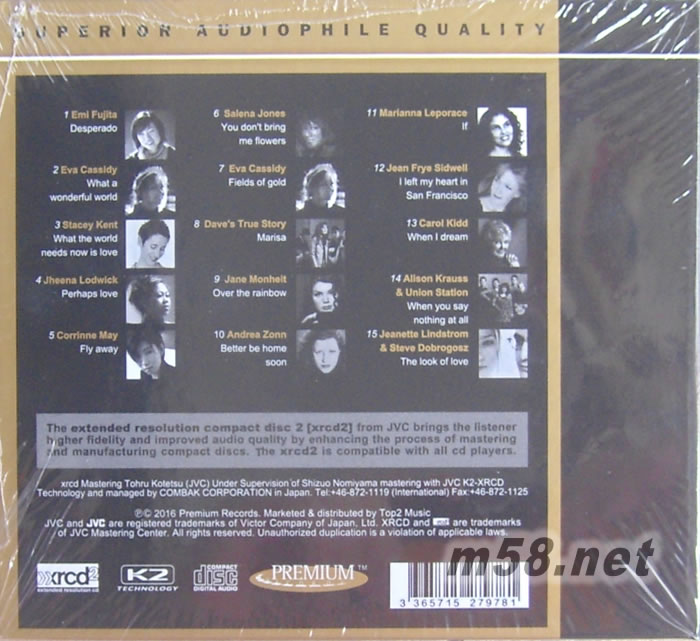 SUPERIOR AUDIOPHILE QUALITY
1 Emi Fujita
Desperado
2 Eva Cassidy
What a
wonderful world
3 Stacey Kent
What the world
needs now is love
4 Jheena Lodwick
Perhaps love
5 Corrinne May
Fly away
6 Salena Jones
You don't bring
me flowers
7 Eva Cassidy
Fields of gold
8 Dave's True Story
Marisa
9 Jane Monheit
Over the rainbow
10 Andrea Zonn
Better be home
soon
11 Marianna Leporace
If
12 Jean Frye Sidwell
I left my heart in
San Francisco
13 Carol Kidd
When I dream
14 Alison Krauss
& Union Station
When you say
nothing at all
15 Jeanette Lindstrom
& Steve Dobrogosz
The look of love
The extended resolution compact disc 2 [xrcd2] from JVC brings the listener
higher fidelity and improved audio quality by enhancing the process of mastering
and manufacturing compact discs. The xrcd2 is compatible with all cd players.
xrcd Mastering Tohru Kotetsu (JVC) Under Supervision of Shizuo Nomiyama mastering with JVC K2-XRCD
Technology and managed by COMBAK CORPORATION in Japan. Tel:+46-872-1119 (International) Fax:+46-872-1125
℗© 2016 Premium Records. Marketed & distributed by Top2 Music
JVC and JVC are registered trademarks of Victor Company of Japan. Ltd. XRCD and are trademarks
of JVC Mastering Center. All rights reserved. Unauthorized duplication is a violation of applicable laws.
xrcd2
extended resolution cd
K2
TECHNOLOGY
COMPACT
disc
DIGITAL AUDIO
PREMIUM™
3 365715 279781
m58.net